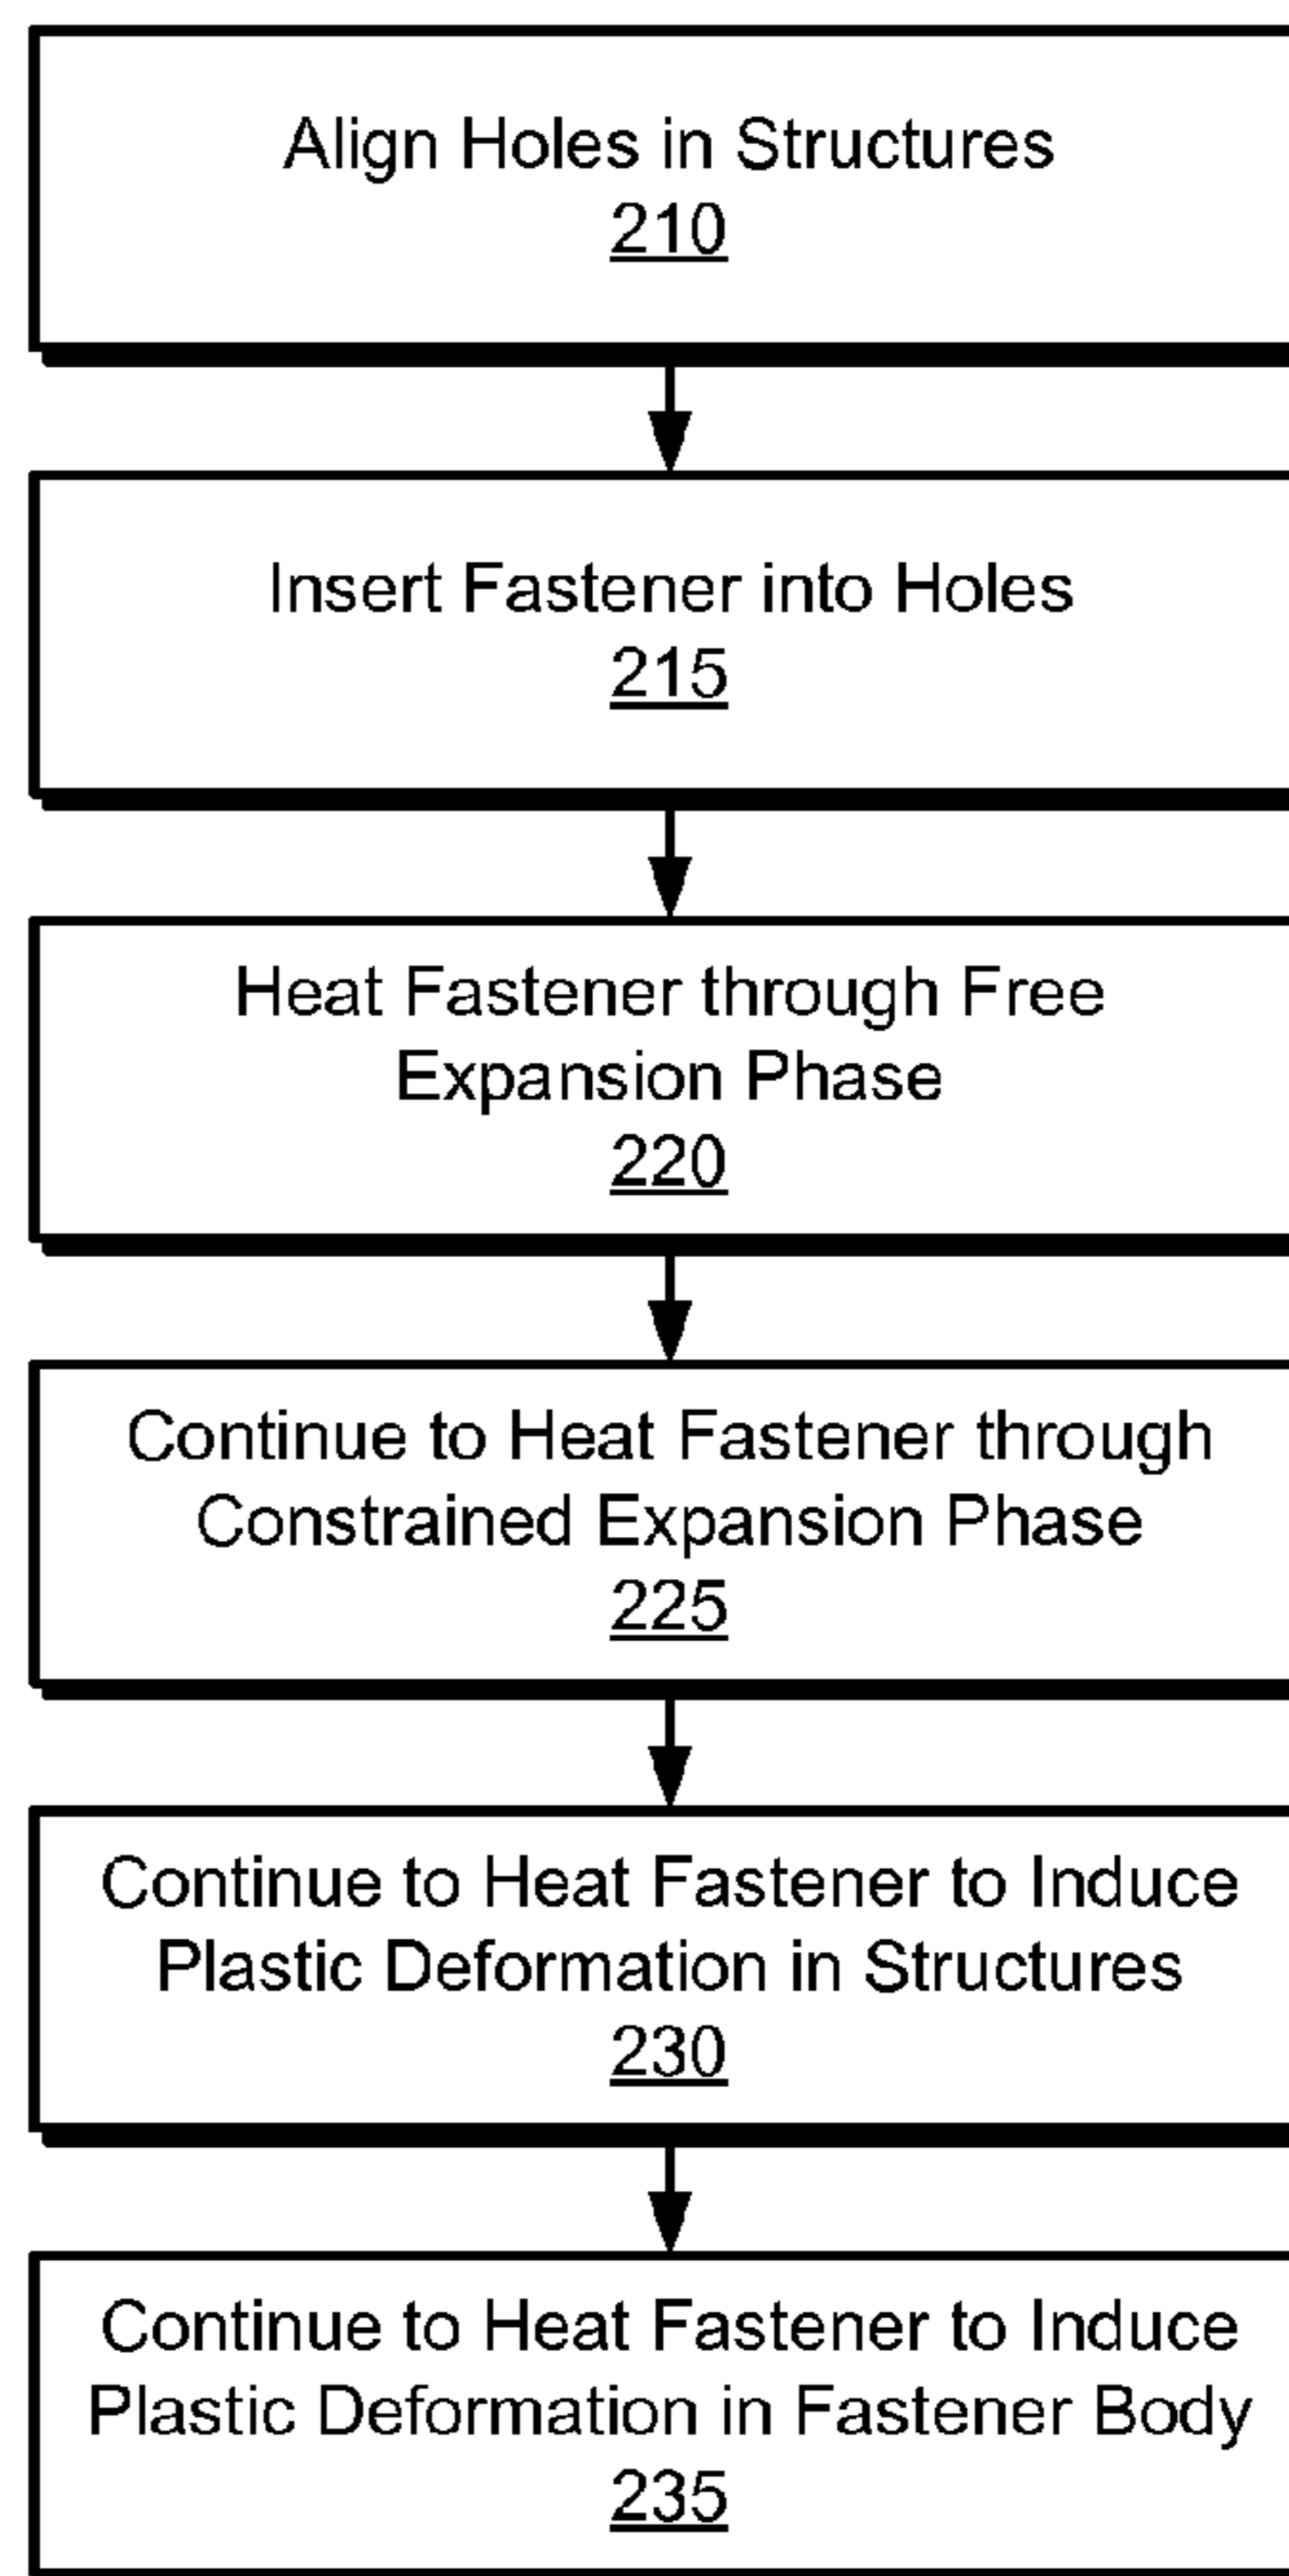 Align Holes in Structures
210
Insert Fastener into Holes
215
Heat Fastener through Free
Expansion Phase
220
Continue to Heat Fastener through
Constrained Expansion Phase
225
Continue to Heat Fastener to Induce
Plastic Deformation in Structures
230
Continue to Heat Fastener to Induce
Plastic Deformation in Fastener Body
235